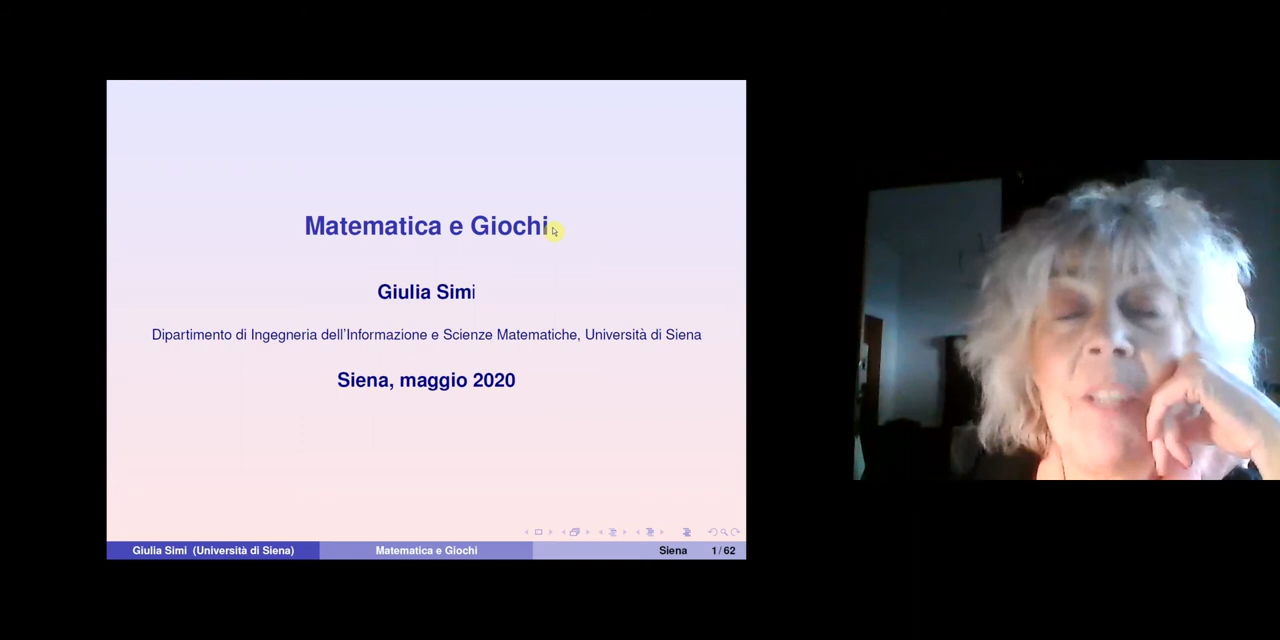 Matematica e Giochi
Giulia Simi
Dipartimento di Ingegneria dell'Informazione e Scienze Matematiche, Università di Siena
Siena, maggio 2020
Giulia Simi (Università di Siena)
Matematica e Giochi
Siena
1 / 62